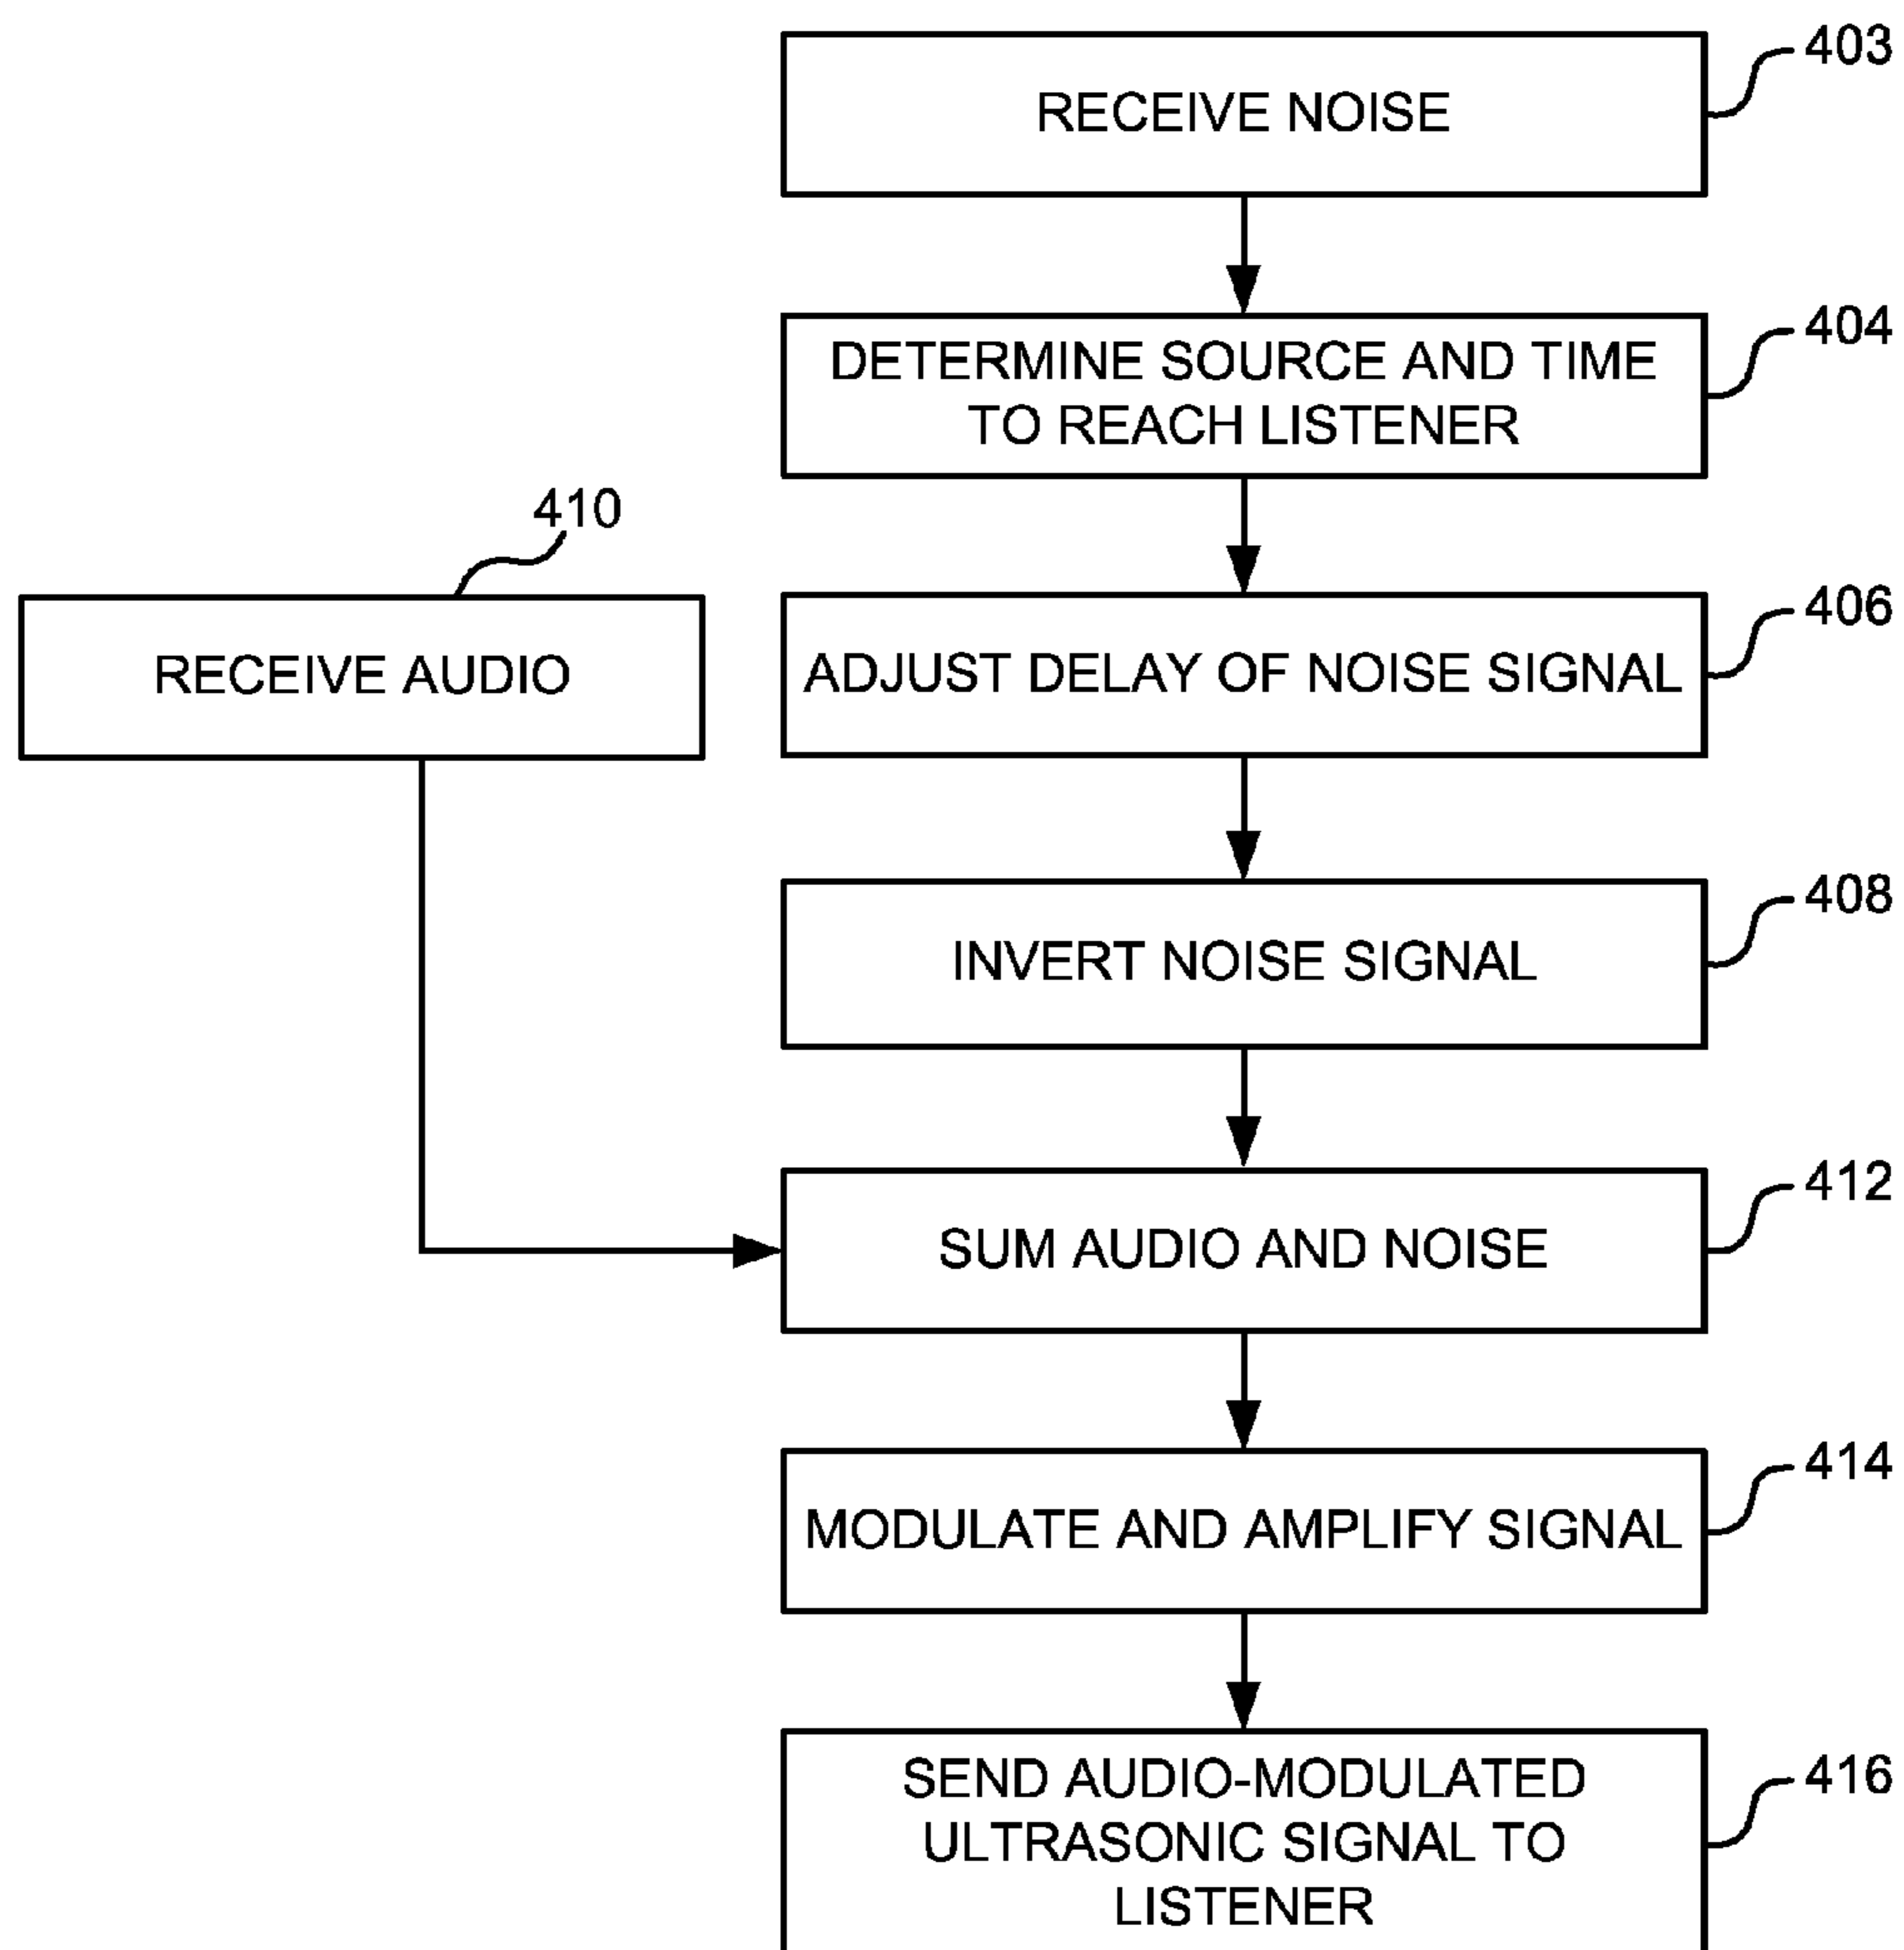 403
RECEIVE NOISE
404
DETERMINE SOURCE AND TIME
TO REACH LISTENER
410
406
RECEIVE AUDIO
ADJUST DELAY OF NOISE SIGNAL
408
INVERT NOISE SIGNAL
412
SUM AUDIO AND NOISE
414
MODULATE AND AMPLIFY SIGNAL
416
SEND AUDIO-MODULATED
ULTRASONIC SIGNAL TO
LISTENER